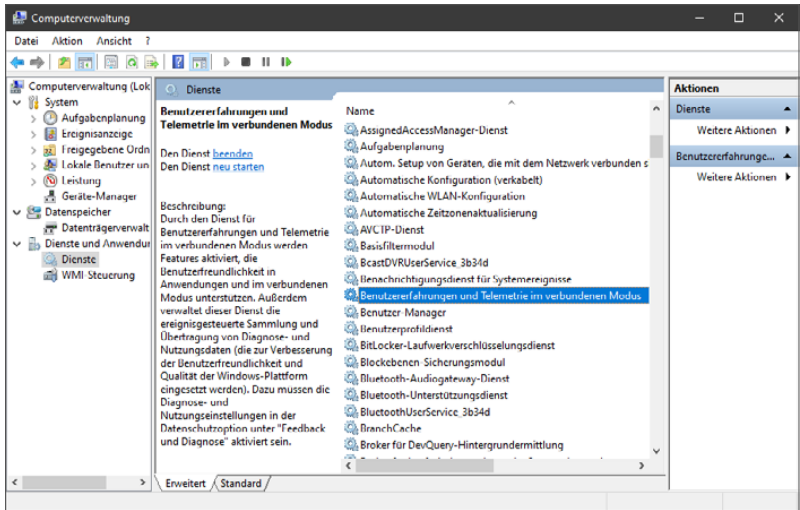 Computerverwaltung
Datei Aktion Ansicht ?
Computerverwaltung (Lok
System
Aufgabenplanung
Ereignisanzeige
Freigegebene Ordn
Lokale Benutzer un
Leistung
Geräte-Manager
Datenspeicher
Datenträgerverwalt
Dienste und Anwendur
Dienste
WMI-Steuerung
Dienste
Benutzererfahrungen und
Telemetrie im verbundenen Modus
Den Dienst beenden
Den Dienst neu starten
Beschreibung:
Durch den Dienst für
Benutzererfahrungen und Telemetrie
im verbundenen Modus werden
Features aktiviert, die
Benutzerfreundlichkeit in
Anwendungen und im verbundenen
Modus unterstützen. Außerdem
verwaltet dieser Dienst die
ereignisgesteuerte Sammlung und
Übertragung von Diagnose- und
Nutzungsdaten (die zur Verbesserung
der Benutzerfreundlichkeit und
Qualität der Windows-Plattform
eingesetzt werden). Dazu müssen die
Diagnose- und
Nutzungseinstellungen in der
Datenschutzoption unter "Feedback
und Diagnose" aktiviert sein.
Name
AssignedAccessManager-Dienst
Aufgabenplanung
Autom. Setup von Geräten, die mit dem Netzwerk verbunden s
Automatische Konfiguration (verkabelt)
Automatische WLAN-Konfiguration
Automatische Zeitzonenaktualisierung
AVCTP-Dienst
Basisfiltermodul
BcastDVRUserService_3b34d
Benachrichtigungsdienst für Systemereignisse
Benutzererfahrungen und Telemetrie im verbundenen Modus
Benutzer-Manager
Benutzerprofildienst
BitLocker-Laufwerkverschlüsselungsdienst
Blockebenen-Sicherungsmodul
Bluetooth-Audiogateway-Dienst
Bluetooth-Unterstützungsdienst
BluetoothUserService_3b34d
BranchCache
Broker für DevQuery-Hintergrundermittlung
Erweitert Standard
Aktionen
Dienste
Weitere Aktionen
Benutzererfahrunge...
Weitere Aktionen